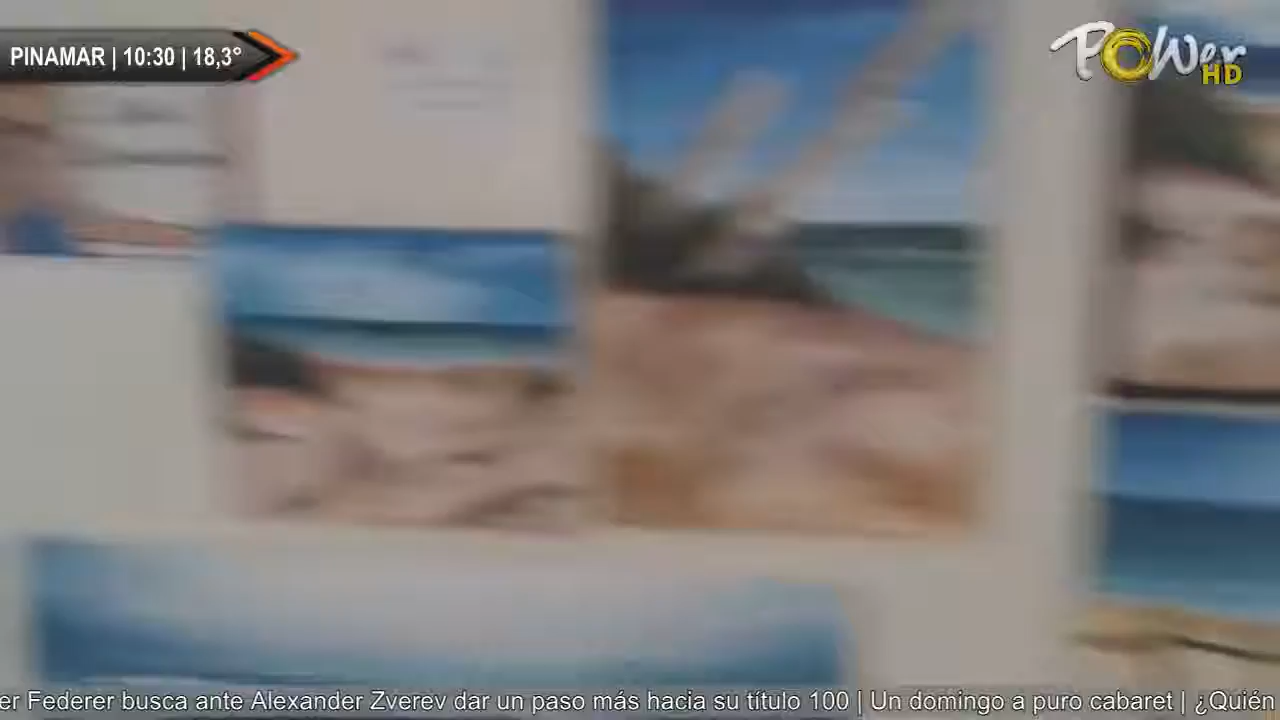 PINAMAR | 10:30 | 18,3°
POWer
HD
er Federer busca ante Alexander Zverev dar un paso más hacia su título 100 | Un domingo a puro cabaret | ¿Quién